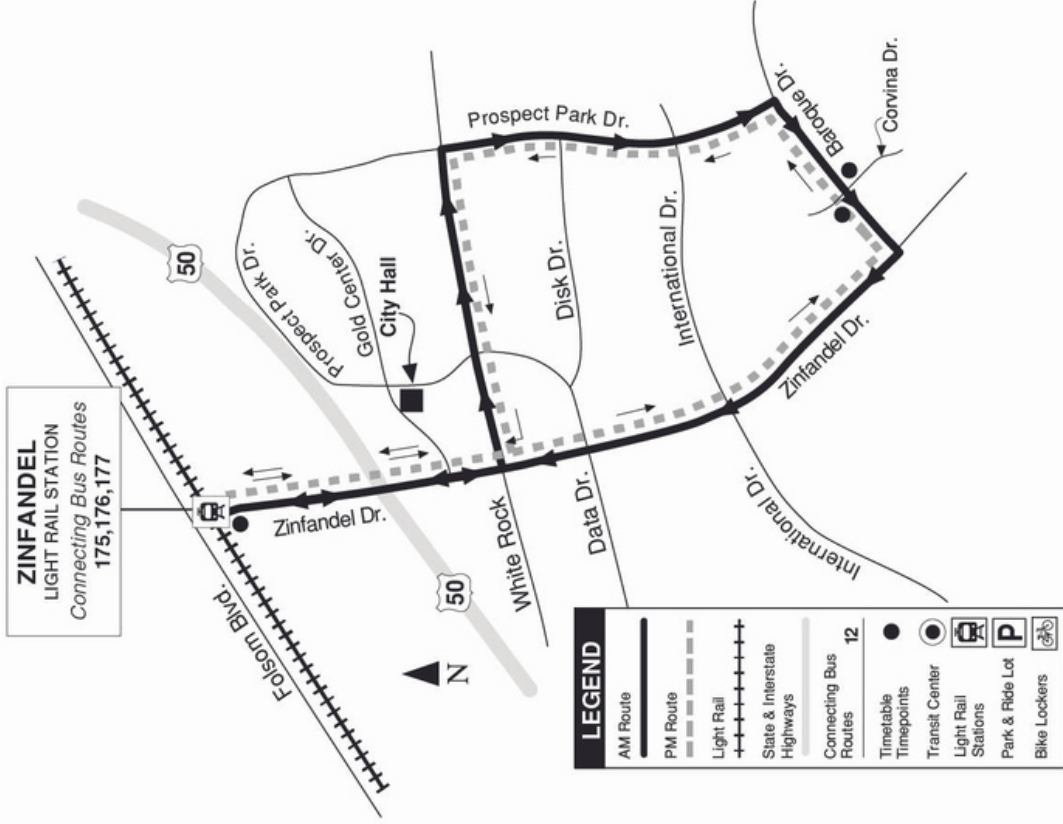 ZINFANDEL
LIGHT RAIL STATION
Connecting Bus Routes
175,176,177
Folsom Blvd.
50
50
Zinfandel Dr.
Prospect Park Dr.
Gold Center Dr.
City Hall
White Rock
Data Dr.
Disk Dr.
Prospect Park Dr.
International Dr.
International Dr.
Zinfandel Dr.
Baroque Dr.
Corvina Dr.
N
LEGEND
AM Route
PM Route
Light Rail
State & Interstate
Highways
Connecting Bus
Routes 12
Timetable
Timepoints
Transit Center
Light Rail
Stations
Park & Ride Lot P
Bike Lockers